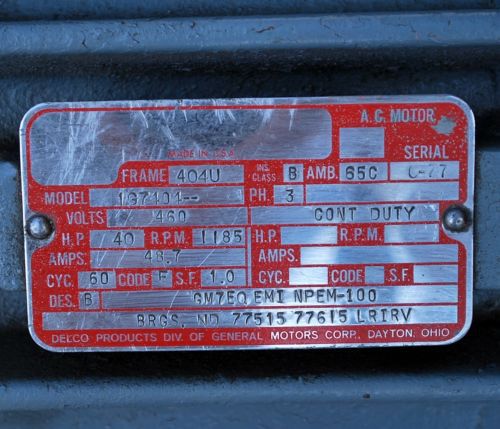 A.C. MOTOR
MADE IN U.S.A.
SERIAL
FRAME 404U INS. CLASS B AMB. 65C C-77
MODEL 1G7404-- PH. 3
VOLTS 460 CONT DUTY
H.P. 40 R.P.M. 1185 H.P. R.P.M.
AMPS. 48.7 AMPS.
CYC. 60 CODE F S.F. 1.0 CYC. CODE S.F.
DES. B GM7EQ EMI NPEM-100
BRGS. ND 77515 77615 LRIRV
DELCO PRODUCTS DIV. OF GENERAL MOTORS CORP., DAYTON, OHIO